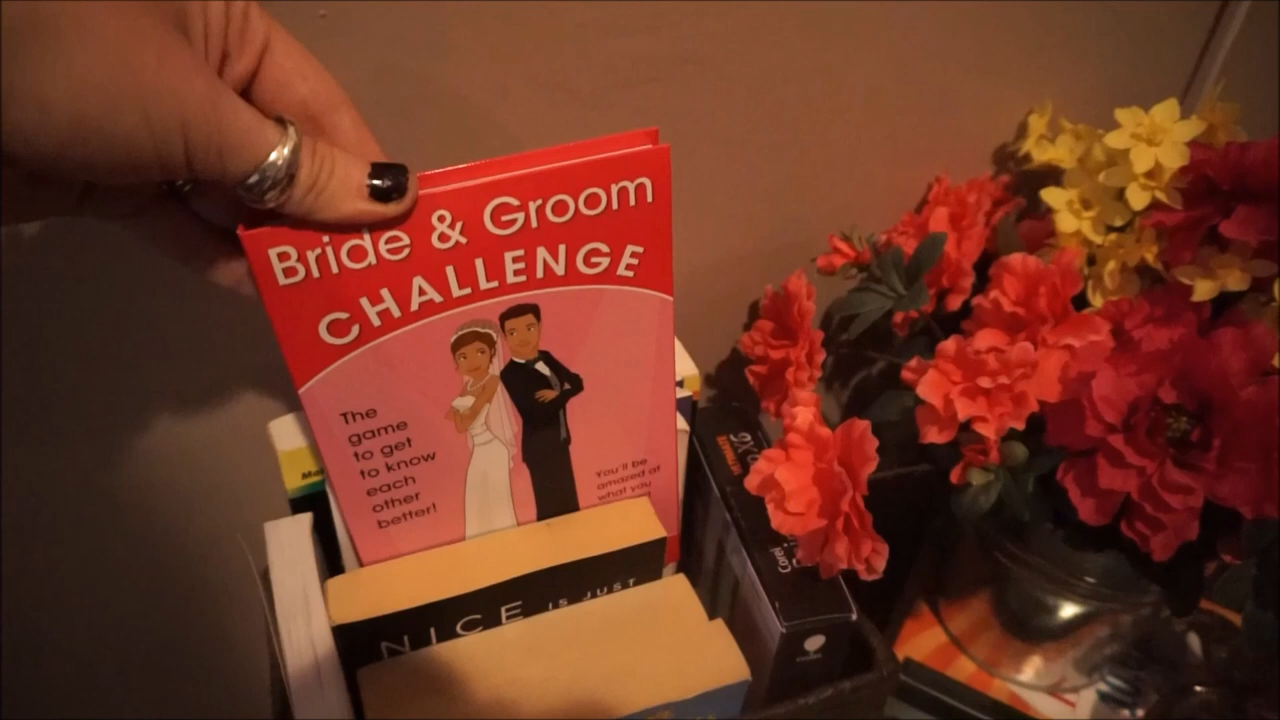 Bride & Groom
CHALLENGE
The
game
to get
to know
each
other
better!
You'll be
amazed at
what you
NICE IS JUST
Corel